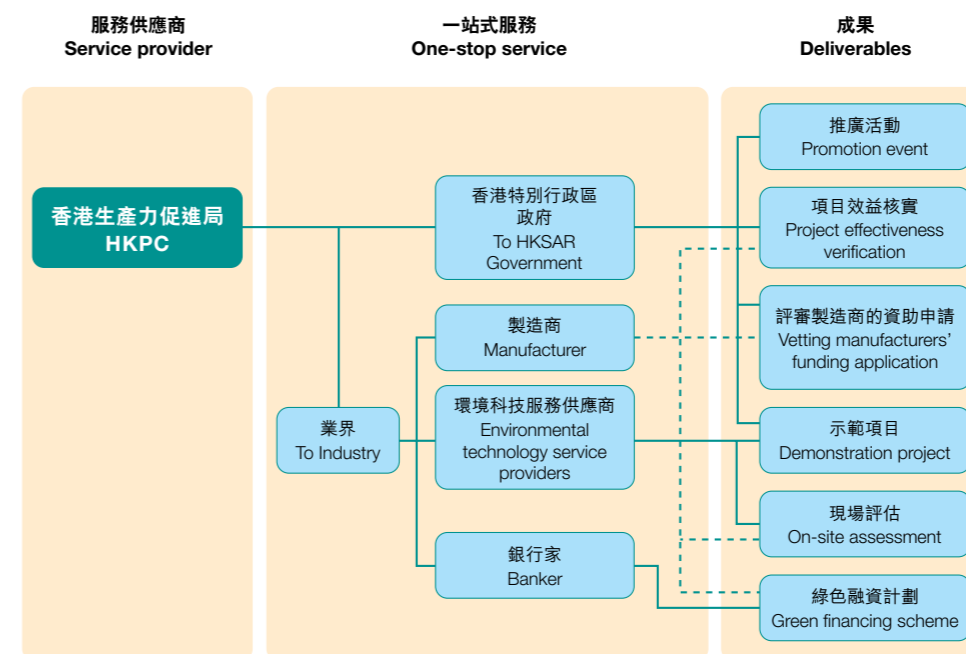 服務供應商
Service provider
一站式服務
One-stop service
成果
Deliverables
香港生產力促進局
HKPC
香港特別行政區
政府
To HKSAR
Government
製造商
Manufacturer
業界
To Industry
環境科技服務供應商
Environmental
technology service
providers
銀行家
Banker
推廣活動
Promotion event
項目效益核實
Project effectiveness
verification
評審製造商的資助申請
Vetting manufacturers’
funding application
示範項目
Demonstration project
現場評估
On-site assessment
綠色融資計劃
Green financing scheme